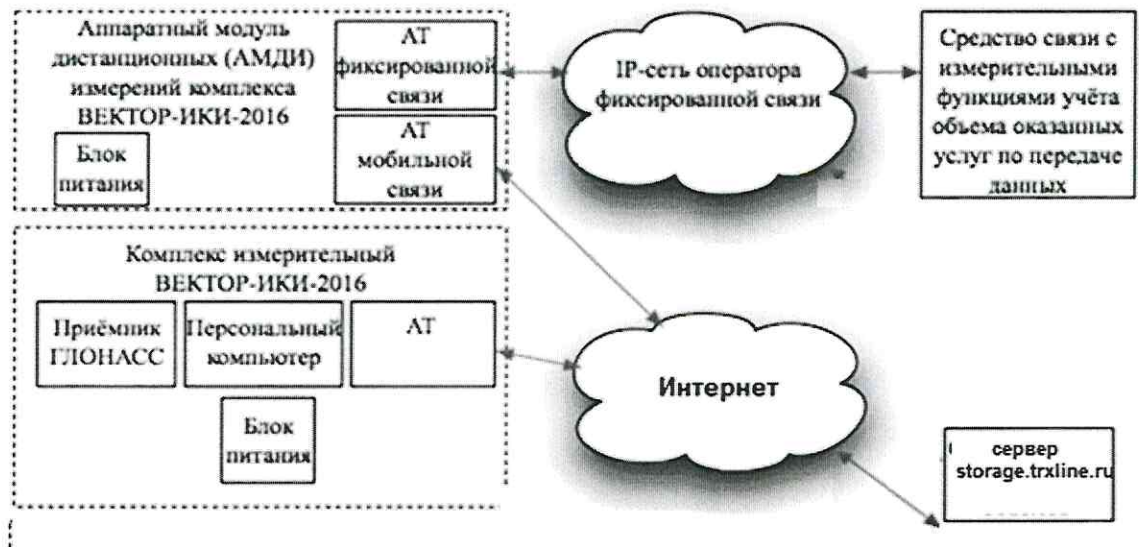 Аппаратный модуль
дистанционных (АМДИ)
измерений комплекса
ВЕКТОР-ИКИ-2016
Блок
питания
АТ
фиксированной
связи
АТ
мобильной
связи
IP-сеть оператора
фиксированной связи
Средство связи с
измерительными
функциями учёта
объема оказанных
услуг по передаче
данных
Комплекс измерительный
ВЕКТОР-ИКИ-2016
Приёмник
ГЛОНАСС
Персональный
компьютер
АТ
Блок
питания
Интернет
сервер
storage.trxline.ru